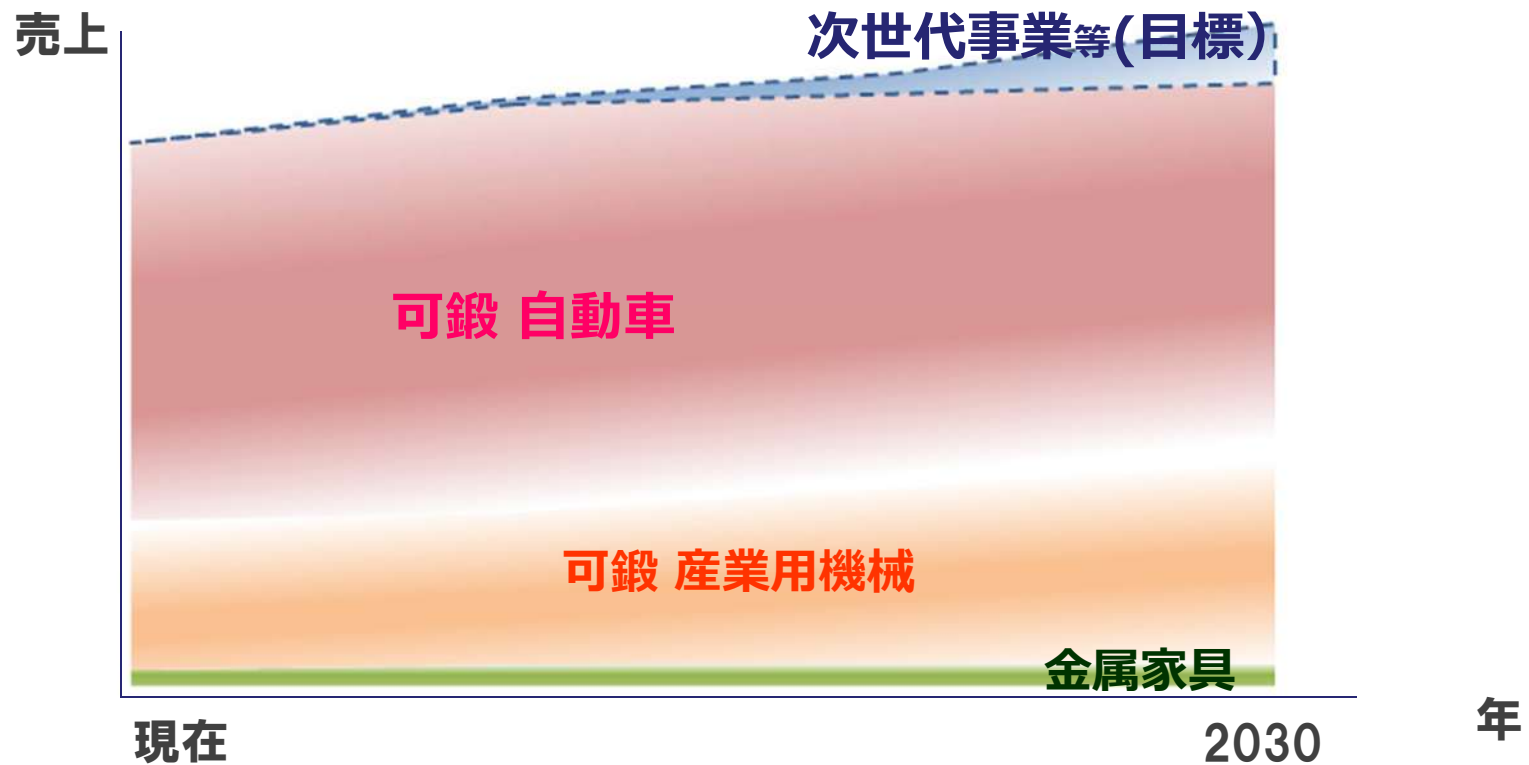 売上
次世代事業等(目標)
可鍛 自動車
可鍛 産業用機械
金属家具
現在
2030
年